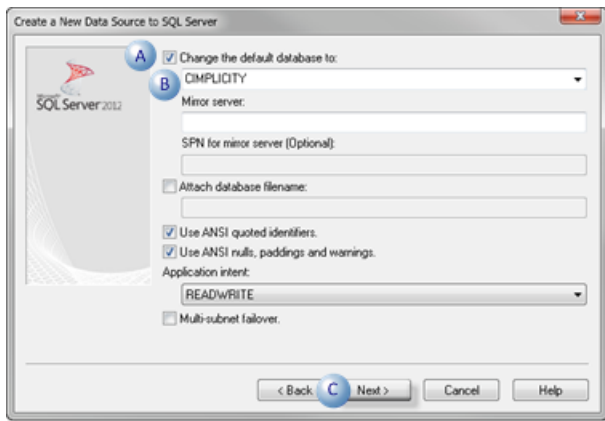 Create a New Data Source to SQL Server
A
Change the default database to:
B
CIMPLICITY
Microsoft
SQL Server 2012
Mirror server:
SPN for mirror server (Optional):
Attach database filename:
Use ANSI quoted identifiers.
Use ANSI nulls, paddings and warnings.
Application intent:
READWRITE
Multi-subnet failover.
< Back
C
Next >
Cancel
Help